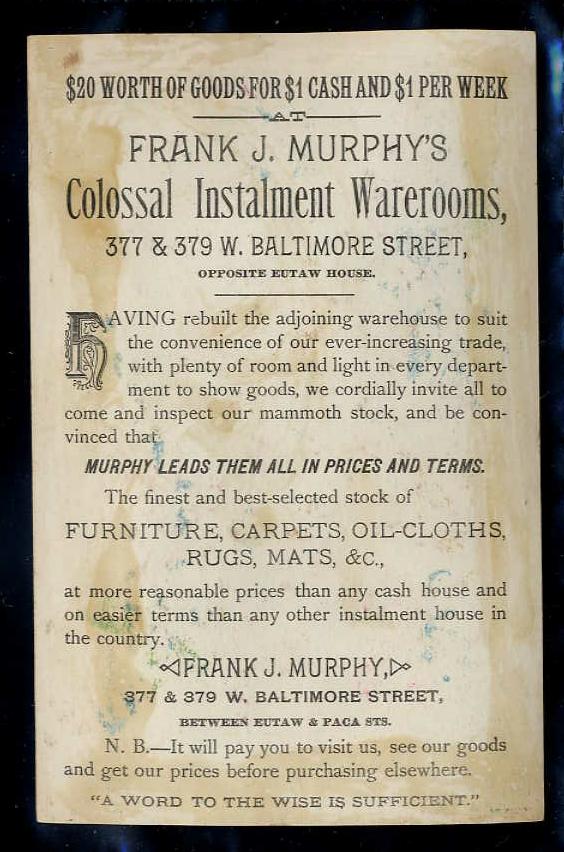 $20 WORTH OF GOODS FOR $1 CASH AND $1 PER WEEK
AT
FRANK J. MURPHY'S
Colossal Instalment Warerooms,
377 & 379 W. BALTIMORE STREET,
OPPOSITE EUTAW HOUSE.
HAVING rebuilt the adjoining warehouse to suit
the convenience of our ever-increasing trade,
with plenty of room and light in every depart-
ment to show goods, we cordially invite all to
come and inspect our mammoth stock, and be con-
vinced that
MURPHY LEADS THEM ALL IN PRICES AND TERMS.
The finest and best-selected stock of
FURNITURE, CARPETS, OIL-CLOTHS,
RUGS, MATS, &C.,
at more reasonable prices than any cash house and
on easier terms than any other instalment house in
the country.
FRANK J. MURPHY,
377 & 379 W. BALTIMORE STREET,
BETWEEN EUTAW & PACA STS.
N. B.—It will pay you to visit us, see our goods
and get our prices before purchasing elsewhere.
"A WORD TO THE WISE IS SUFFICIENT."